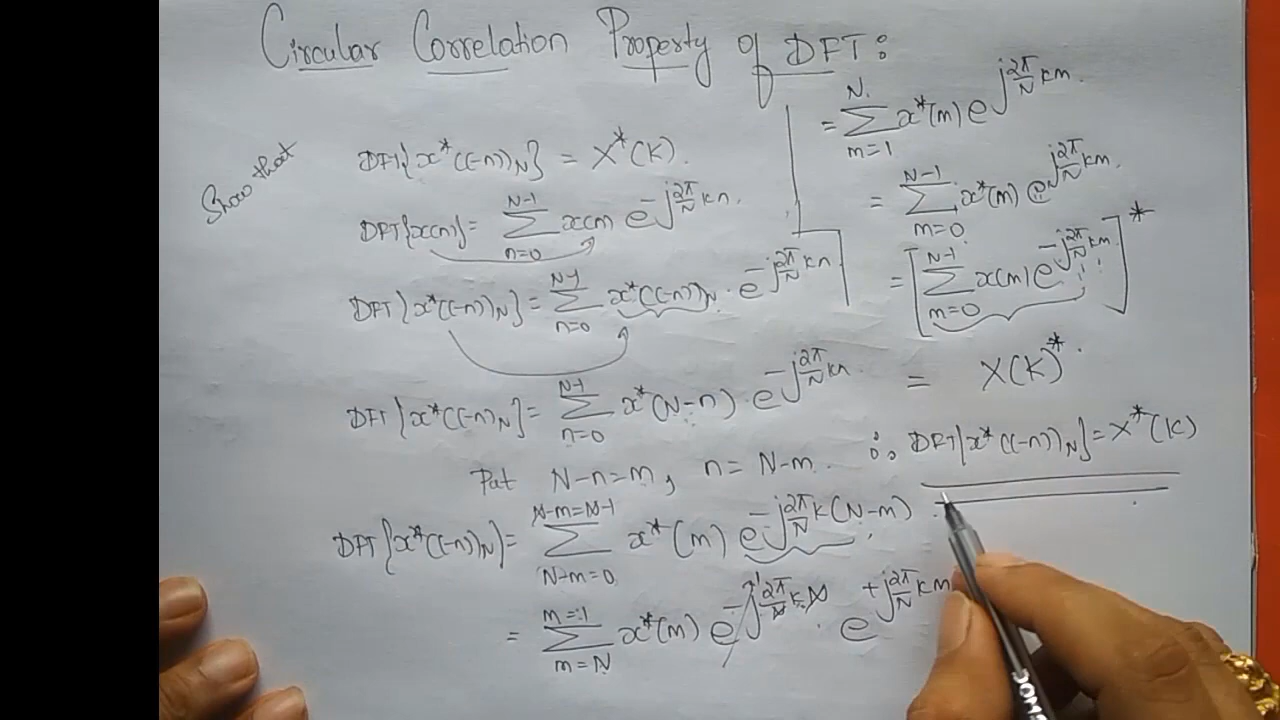 Circular Correlation Property of DFT :
Show that
DFT{x*((-n))N} = X*(K).
DFT{x(n)} = Σ_{n=0}^{N-1} x(n) e^{-j2π/N kn}.
DFT{x*((-n))N} = Σ_{n=0}^{N-1} x*((-n))N · e^{-j2π/N kn}
DFT{x*((-n)N} = Σ_{n=0}^{N-1} x*(N-n) · e^{-j2π/N kn}
Put N-n=m, n=N-m.
DFT{x*((-n))N} = Σ_{N-m=0}^{N-m=N-1} x*(m) e^{-j2π/N k(N-m)}
= Σ_{m=N}^{m=1} x*(m) e^{-j2π/N kN} · e^{+j2π/N km}
= Σ_{m=1}^{N} x*(m) e^{j2π/N km}.
= Σ_{m=0}^{N-1} x*(m) e^{j2π/N km}.
= [Σ_{m=0}^{N-1} x(m) e^{-j2π/N km}]*
= X(K)*.
∴ DFT{x*((-n))N} = X*(K)
DOMS